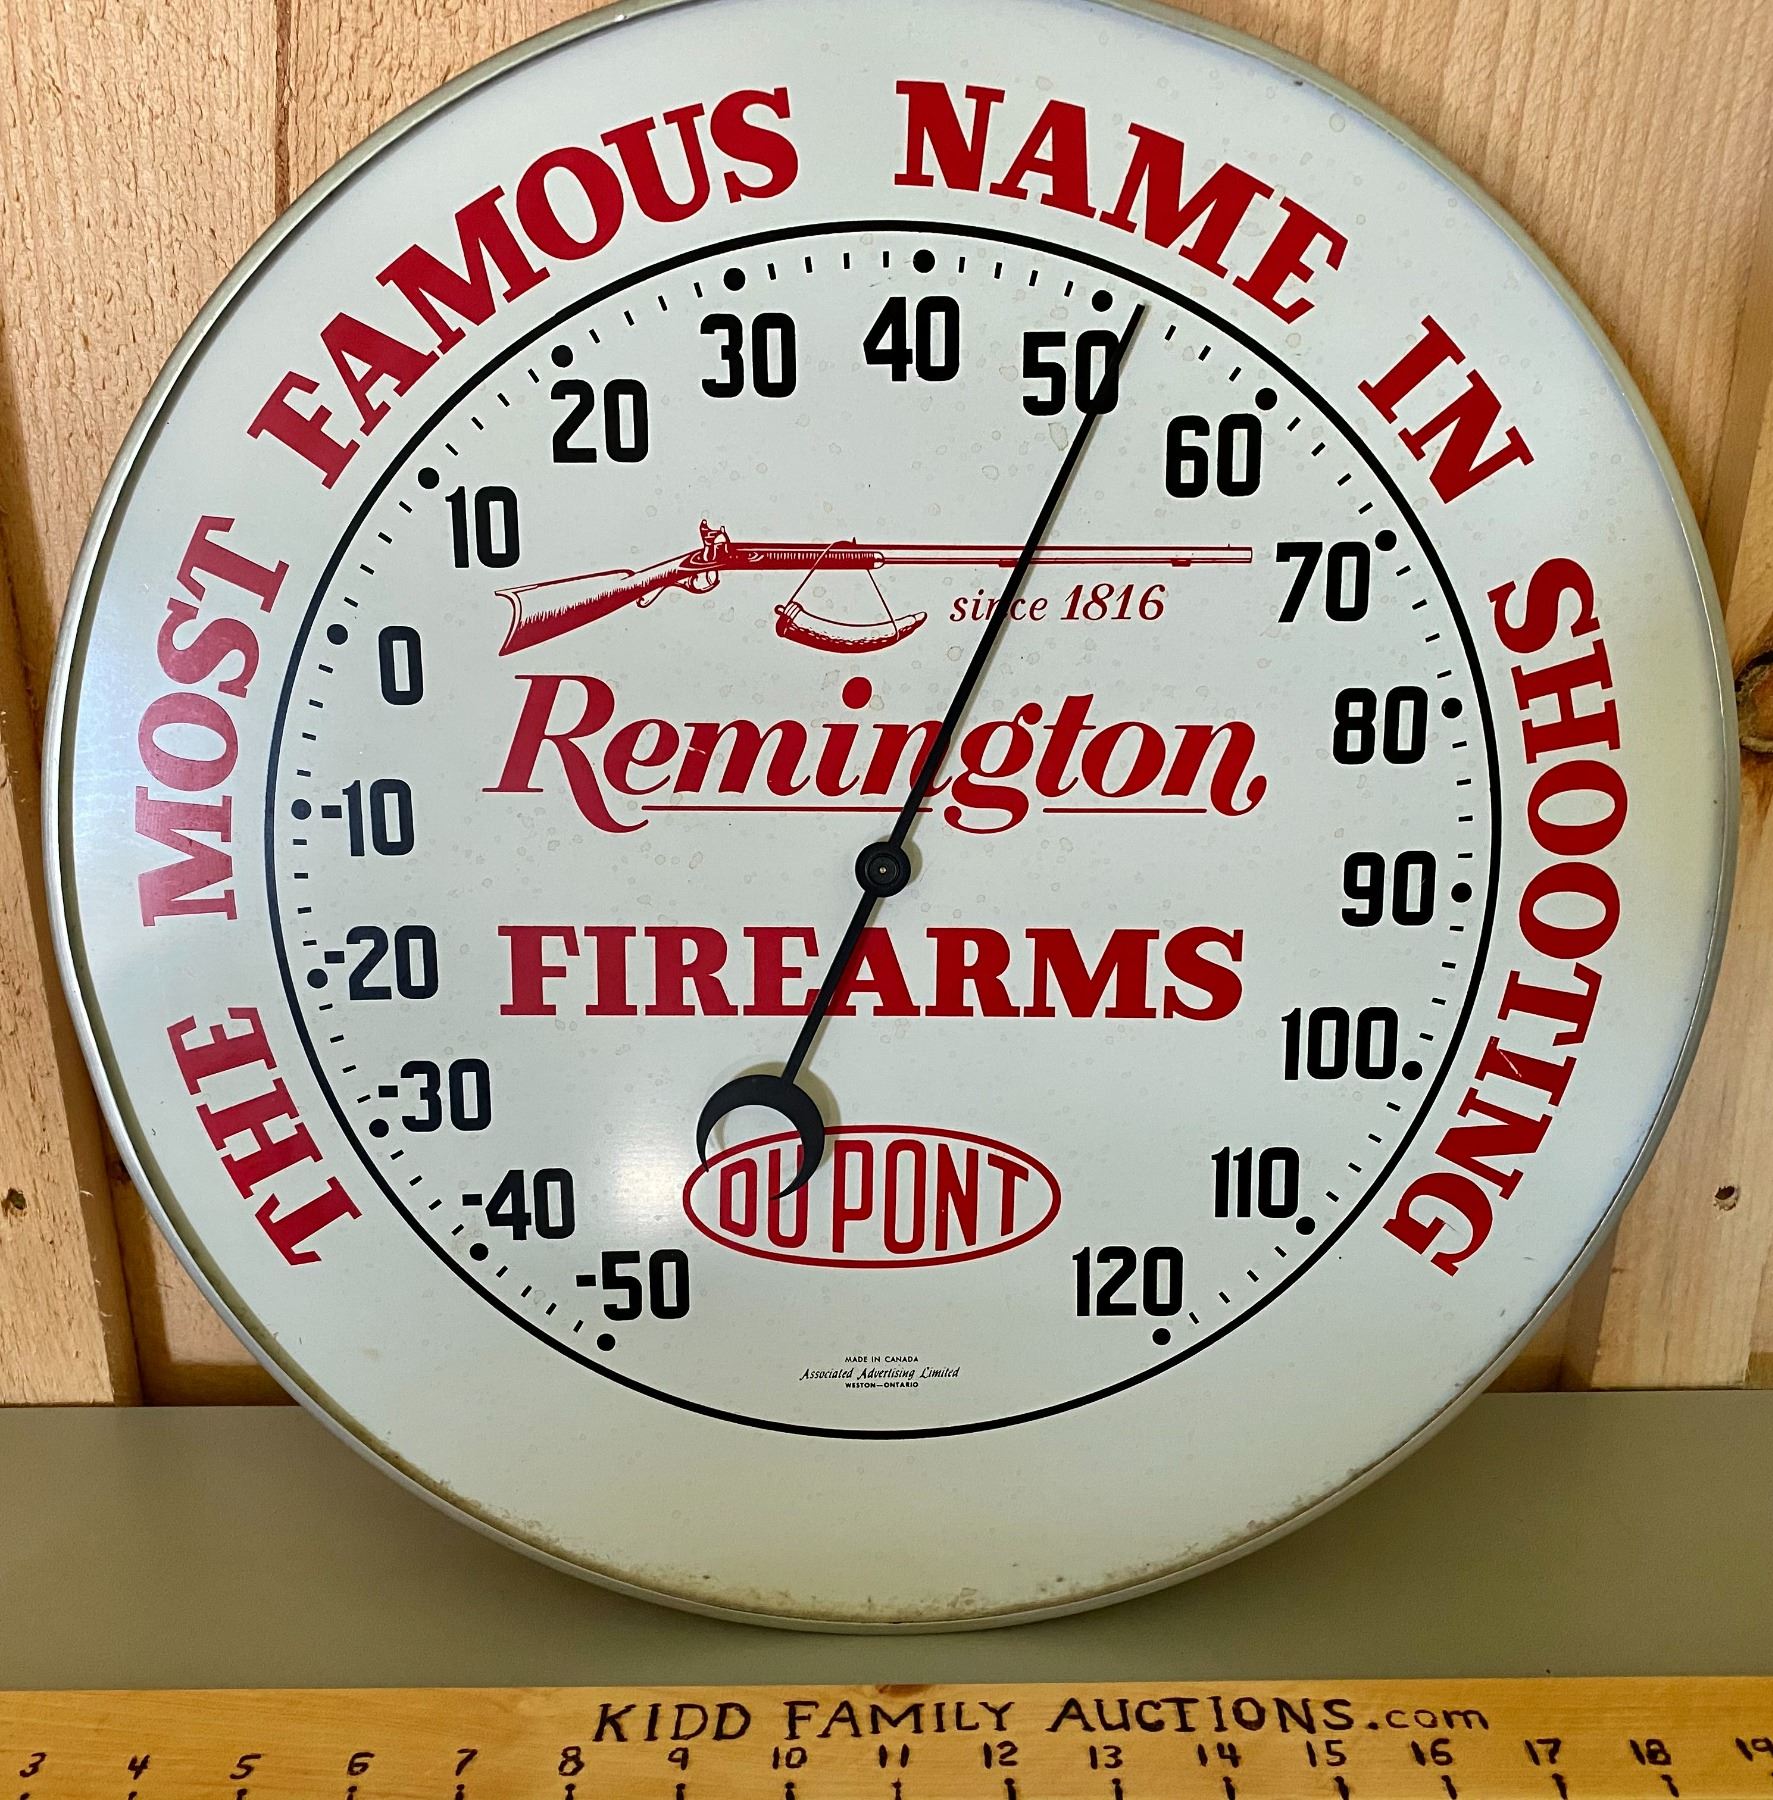 THE MOST FAMOUS NAME IN SHOOTING
-50
-40
-30
-20
-10
0
10
20
30
40
50
60
70
80
90
100
110
120
since 1816
Remington
FIREARMS
DU PONT
MADE IN CANADA
Associated Advertising Limited
WESTON—ONTARIO
KIDD FAMILY AUCTIONS.com
3 4 5 6 7 8 9 10 11 12 13 14 15 16 17 18 19